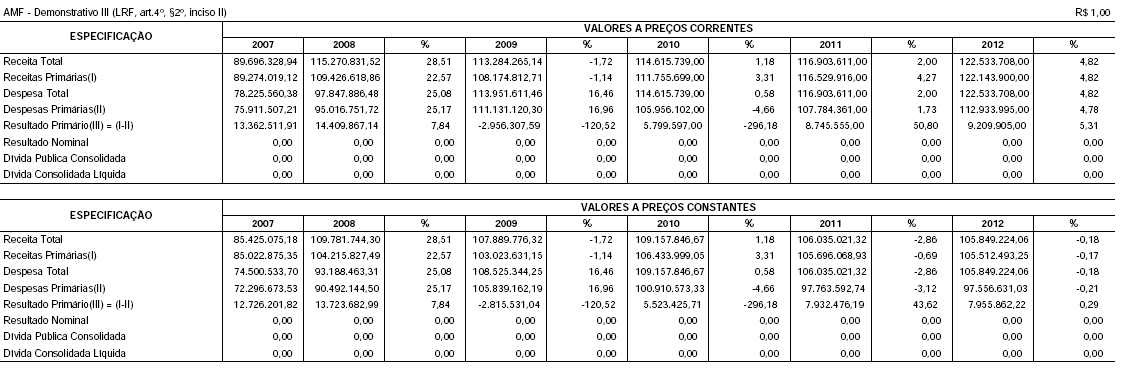 AMF - Demonstrativo III (LRF, art.4º, §2º, inciso II) R$ 1,00
ESPECIFICAÇÃO VALORES A PREÇOS CORRENTES
2007 2008 % 2009 % 2010 % 2011 % 2012 %
Receita Total 89.696.328,94 115.270.831,52 28,51 113.284.265,14 -1,72 114.615.739,00 1,18 116.903.611,00 2,00 122.533.708,00 4,82
Receitas Primárias(I) 89.274.019,12 109.426.618,86 22,57 108.174.812,71 -1,14 111.755.699,00 3,31 116.529.916,00 4,27 122.143.900,00 4,82
Despesa Total 78.225.560,38 97.847.886,48 25,08 113.951.611,46 16,46 114.615.739,00 0,58 116.903.611,00 2,00 122.533.708,00 4,82
Despesas Primárias(II) 75.911.507,21 95.016.751,72 25,17 111.131.120,30 16,96 105.956.102,00 -4,66 107.784.361,00 1,73 112.933.995,00 4,78
Resultado Primário(III) = (I-II) 13.362.511,91 14.409.867,14 7,84 -2.956.307,59 -120,52 5.799.597,00 -296,18 8.745.555,00 50,80 9.209.905,00 5,31
Resultado Nominal 0,00 0,00 0,00 0,00 0,00 0,00 0,00 0,00 0,00 0,00 0,00
Dívida Pública Consolidada 0,00 0,00 0,00 0,00 0,00 0,00 0,00 0,00 0,00 0,00 0,00
Dívida Consolidada Líquida 0,00 0,00 0,00 0,00 0,00 0,00 0,00 0,00 0,00 0,00 0,00
ESPECIFICAÇÃO VALORES A PREÇOS CONSTANTES
2007 2008 % 2009 % 2010 % 2011 % 2012 %
Receita Total 85.425.075,18 109.781.744,30 28,51 107.889.776,32 -1,72 109.157.846,67 1,18 106.035.021,32 -2,86 105.849.224,06 -0,18
Receitas Primárias(I) 85.022.875,35 104.215.827,49 22,57 103.023.631,15 -1,14 106.433.999,05 3,31 105.696.068,93 -0,69 105.512.493,25 -0,17
Despesa Total 74.500.533,70 93.188.463,31 25,08 108.525.344,25 16,46 109.157.846,67 0,58 106.035.021,32 -2,86 105.849.224,06 -0,18
Despesas Primárias(II) 72.296.673,53 90.492.144,50 25,17 105.839.162,19 16,96 100.910.573,33 -4,66 97.763.592,74 -3,12 97.556.631,03 -0,21
Resultado Primário(III) = (I-II) 12.726.201,82 13.723.682,99 7,84 -2.815.531,04 -120,52 5.523.425,71 -296,18 7.932.476,19 43,62 7.955.862,22 0,29
Resultado Nominal 0,00 0,00 0,00 0,00 0,00 0,00 0,00 0,00 0,00 0,00 0,00
Dívida Pública Consolidada 0,00 0,00 0,00 0,00 0,00 0,00 0,00 0,00 0,00 0,00 0,00
Dívida Consolidada Líquida 0,00 0,00 0,00 0,00 0,00 0,00 0,00 0,00 0,00 0,00 0,00